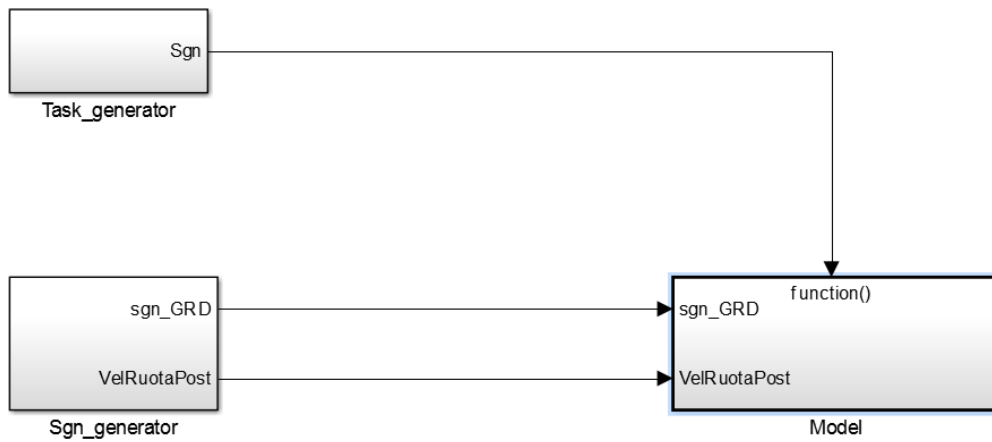 Sgn
Task_generator
function()
sgn_GRD
sgn_GRD
VelRuotaPost
VelRuotaPost
Sgn_generator
Model